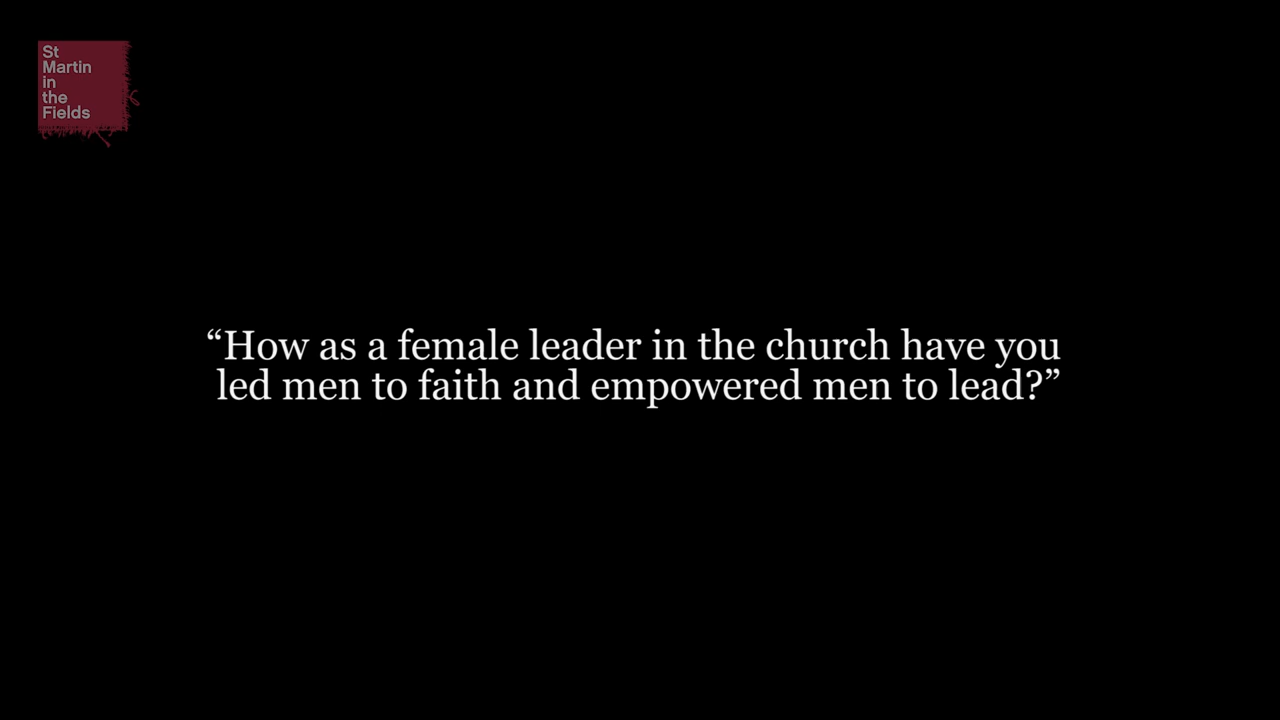 St
Martin
in
the
Fields
“How as a female leader in the church have you
led men to faith and empowered men to lead?”